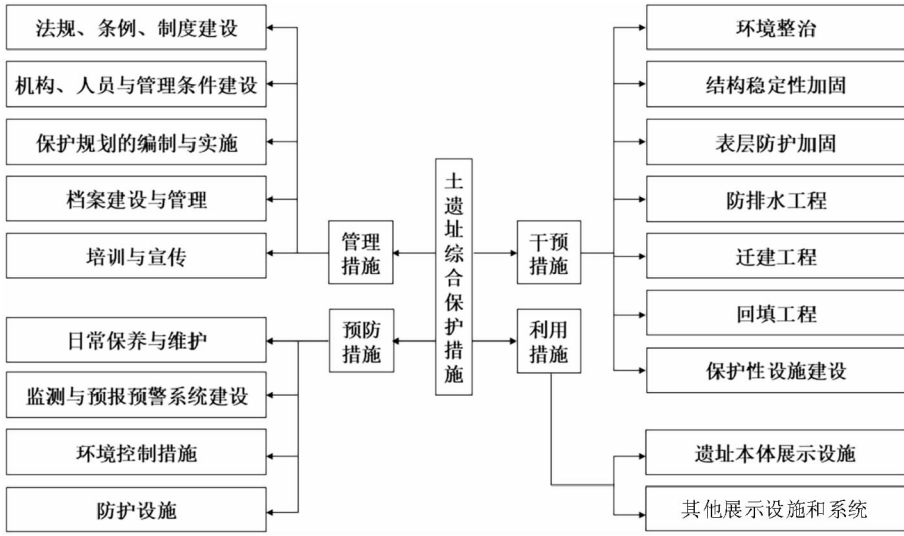 法规、条例、制度建设
机构、人员与管理条件建设
保护规划的编制与实施
档案建设与管理
培训与宣传
管理
措施
日常保养与维护
监测与预报预警系统建设
环境控制措施
防护设施
预防
措施
土遗址综合保护措施
干预
措施
环境整治
结构稳定性加固
表层防护加固
防排水工程
迁建工程
回填工程
保护性设施建设
利用
措施
遗址本体展示设施
其他展示设施和系统